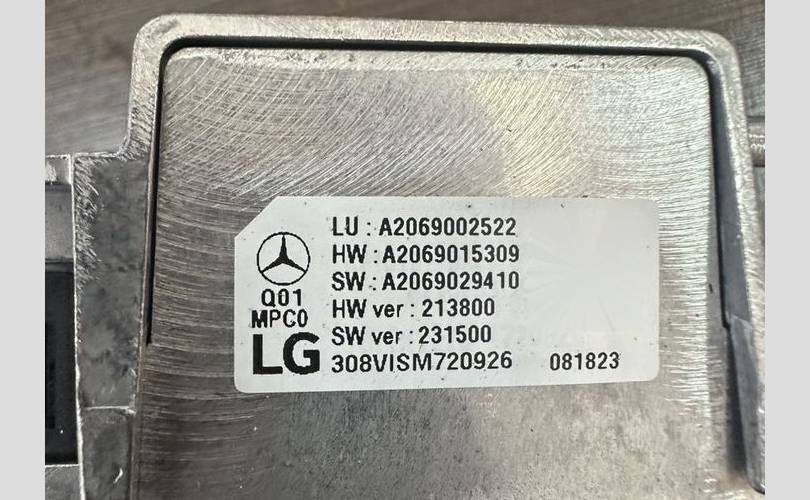 LU : A2069002522
HW : A2069015309
SW : A2069029410
Q01
HW ver : 213800
MPC0
SW ver : 231500
LG
308VISM720926 081823